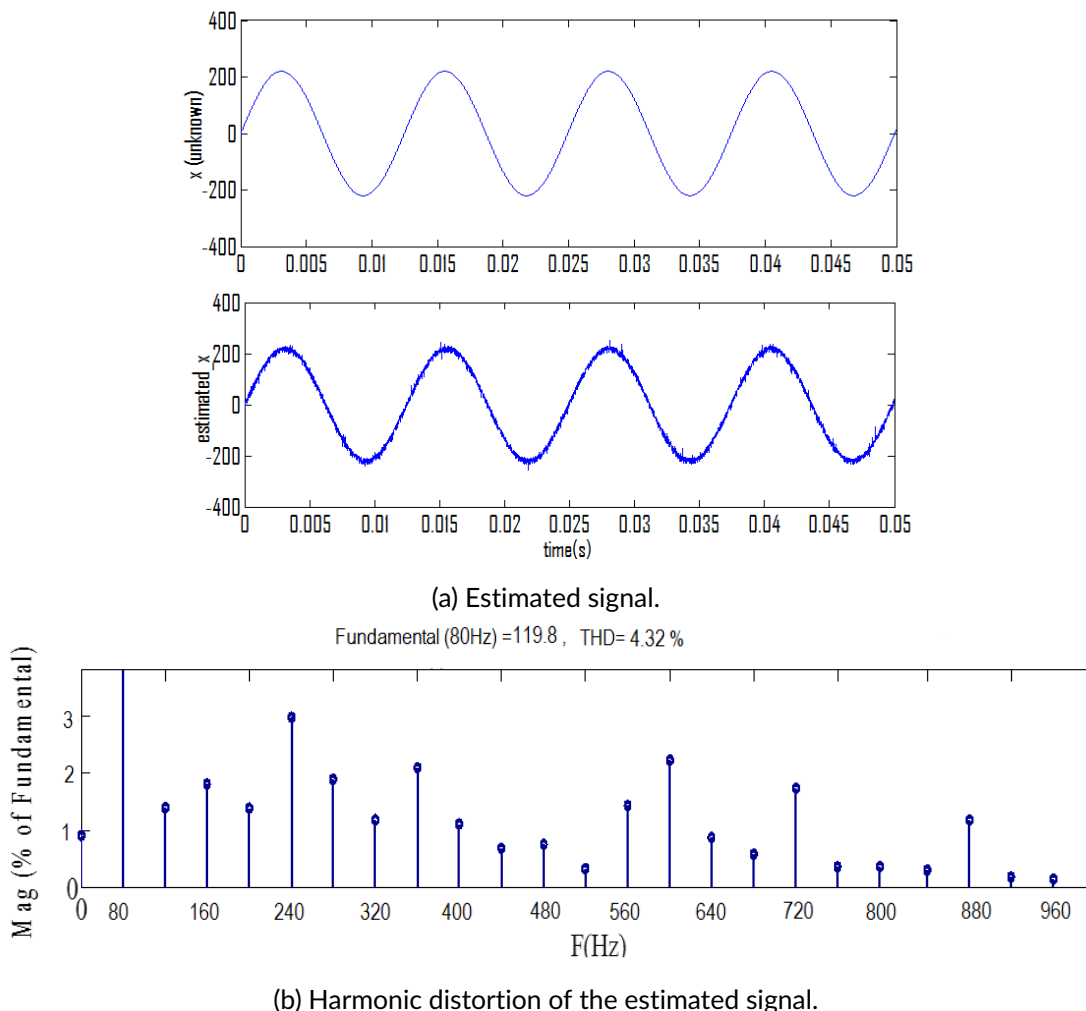 400
200
0
-200
-400
x (unknown)
0 0.005 0.01 0.015 0.02 0.025 0.03 0.035 0.04 0.045 0.05
400
200
0
-200
-400
estimated x
0 0.005 0.01 0.015 0.02 0.025 0.03 0.035 0.04 0.045 0.05
time(s)
(a) Estimated signal.
Fundamental (80Hz) =119.8 , THD= 4.32 %
Mag (% of Fundamental)
3
2
1
0
0 80 160 240 320 400 480 560 640 720 800 880 960
F(Hz)
(b) Harmonic distortion of the estimated signal.